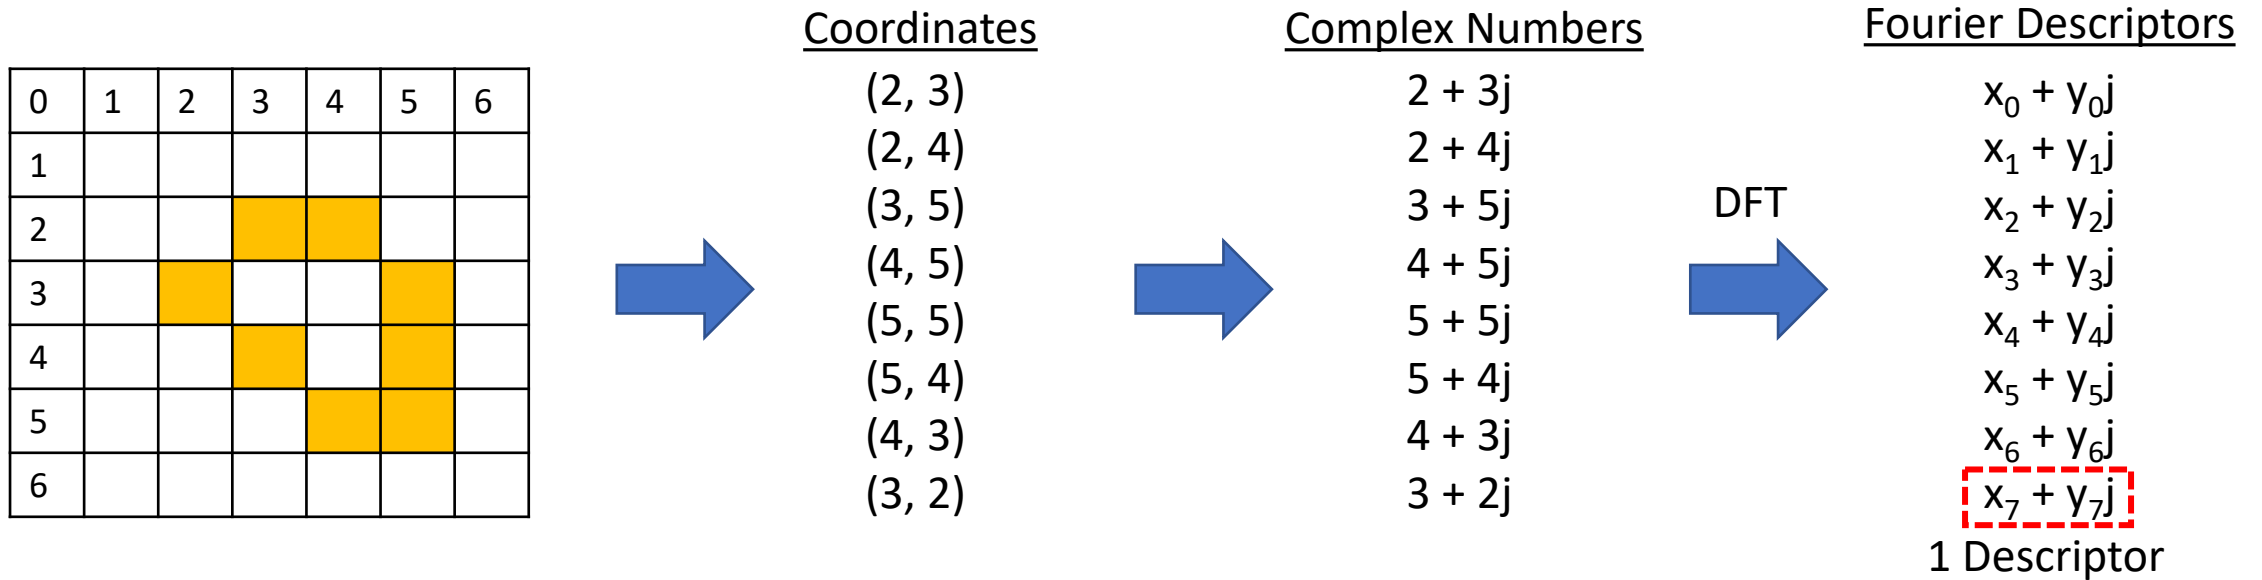 Coordinates Complex Numbers Fourier Descriptors
0 1 2 3 4 5 6
1
2
3
4
5
6
(2, 3)
(2, 4)
(3, 5)
(4, 5)
(5, 5)
(5, 4)
(4, 3)
(3, 2)
2 + 3j
2 + 4j
3 + 5j
4 + 5j
5 + 5j
5 + 4j
4 + 3j
3 + 2j
DFT
x₀ + y₀j
x₁ + y₁j
x₂ + y₂j
x₃ + y₃j
x₄ + y₄j
x₅ + y₅j
x₆ + y₆j
x₇ + y₇j
1 Descriptor